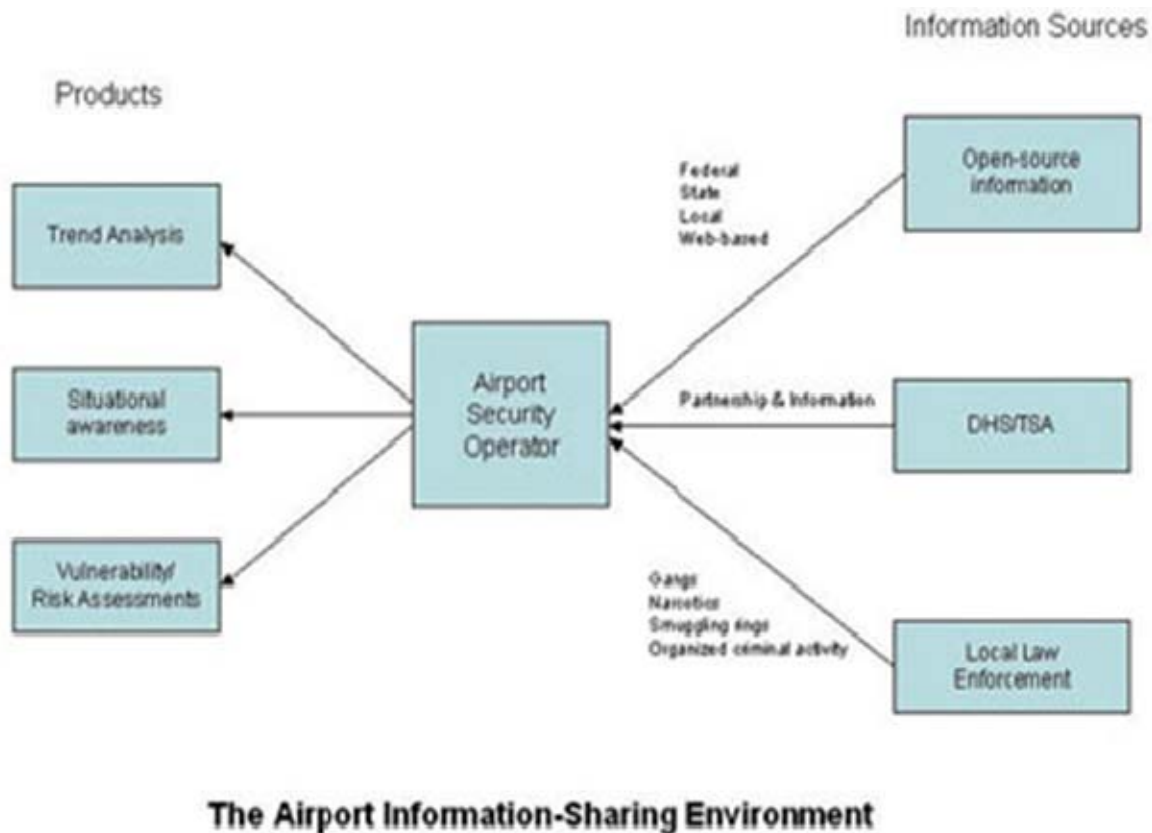 Information Sources
Products
Open-source
information
Federal
State
Local
Web-based
Trend Analysis
Airport
Security
Operator
Situational
awareness
Partnership & Information
DHS/TSA
Vulnerability/
Risk Assessments
Gangs
Narcotics
Smuggling rings
Organized criminal activity
Local Law
Enforcement
The Airport Information-Sharing Environment